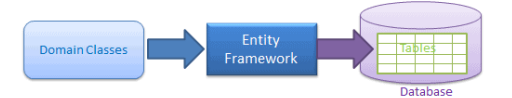 Domain Classes
Entity
Framework
Tables
Database